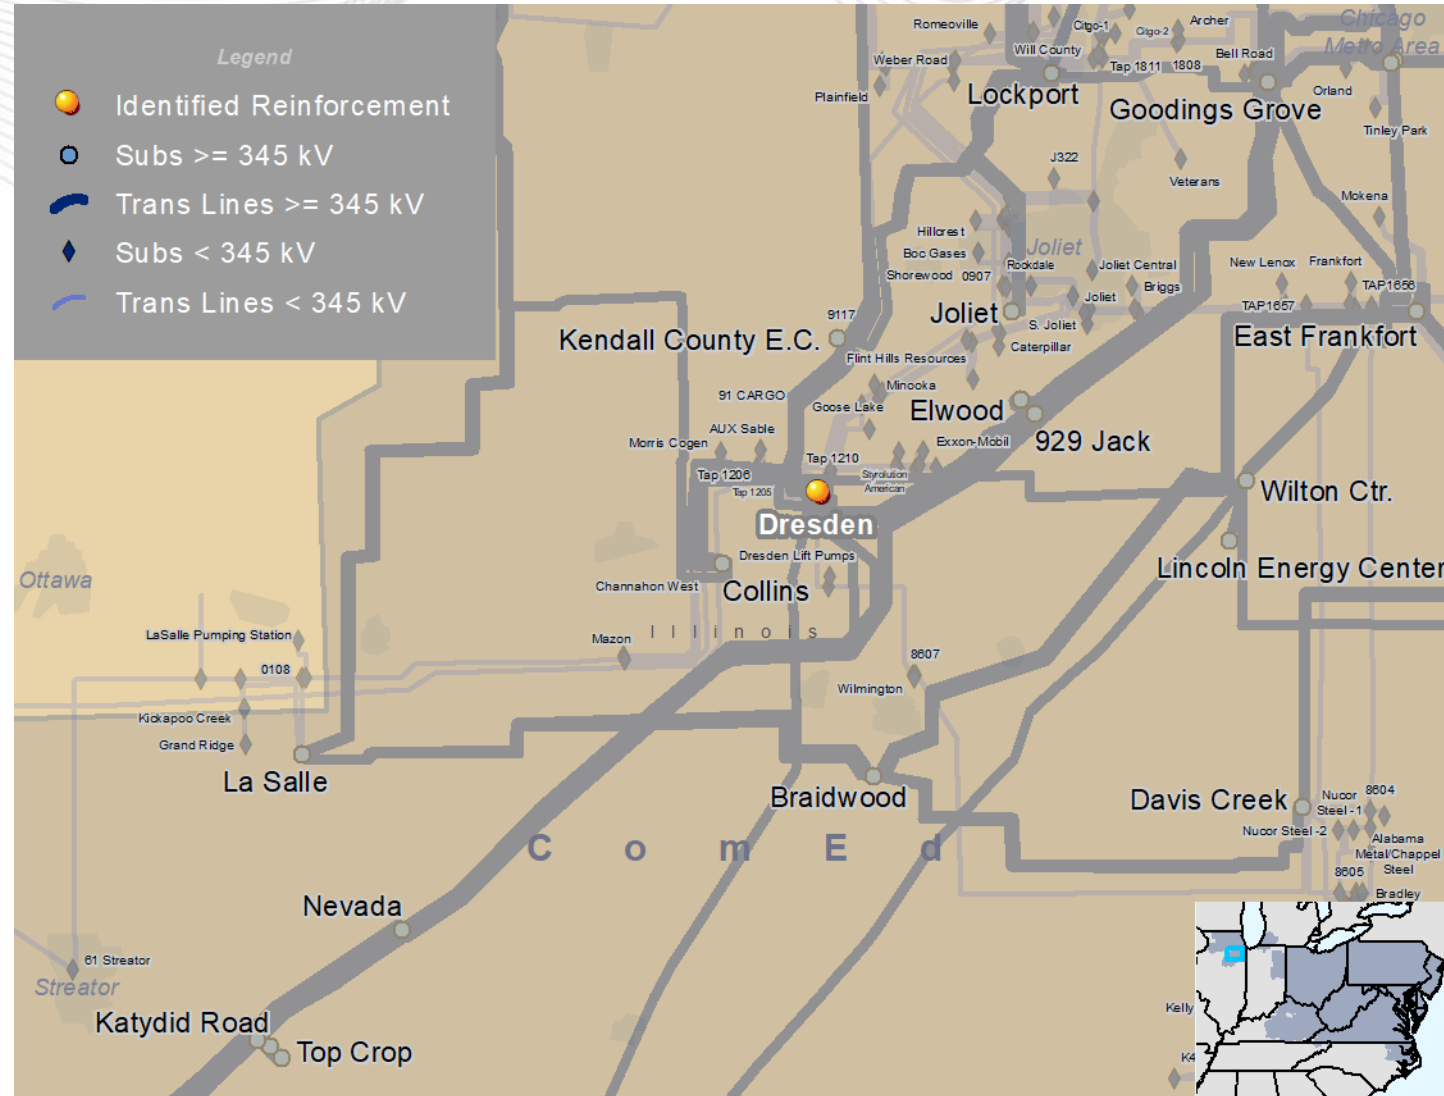 Legend
Identified Reinforcement
Subs >= 345 kV
Trans Lines >= 345 kV
Subs < 345 kV
Trans Lines < 345 kV
Romeoville
Citgo-1
Citgo-2
Archer
Chicago
Metro Area
Will County
Bell Road
Weber Road
Tap 1811
1808
Plainfield
Lockport
Goodings Grove
Orland
Tinley Park
J322
Veterans
Mokena
Hillcrest
Joliet
Boc Gases
Shorewood
0907
Rockdale
Joliet Central
Briggs
New Lenox
Frankfort
TAP1656
TAP1657
Joliet
Joliet
S. Joliet
9117
Kendall County E.C.
East Frankfort
Caterpillar
Flint Hills Resources
Minooka
91 CARGO
Goose Lake
Elwood
929 Jack
AUX Sable
Morris Cogen
Exxon-Mobil
Tap 1210
Tap 1206
Tap 1205
Styrolution
American
Wilton Ctr.
Dresden
Dresden Lift Pumps
Lincoln Energy Center
Ottawa
Channahon West
Collins
Illinois
LaSalle Pumping Station
Mazon
0108
8607
Wilmington
Kickapoo Creek
Grand Ridge
La Salle
Braidwood
Davis Creek
Nucor
Steel -1
8604
Nucor Steel -2
Alabama
Metal/Chappel
Steel
ComEd
8605
Bradley
Nevada
61 Streator
Streator
Katydid Road
Top Crop
Kelly
K4